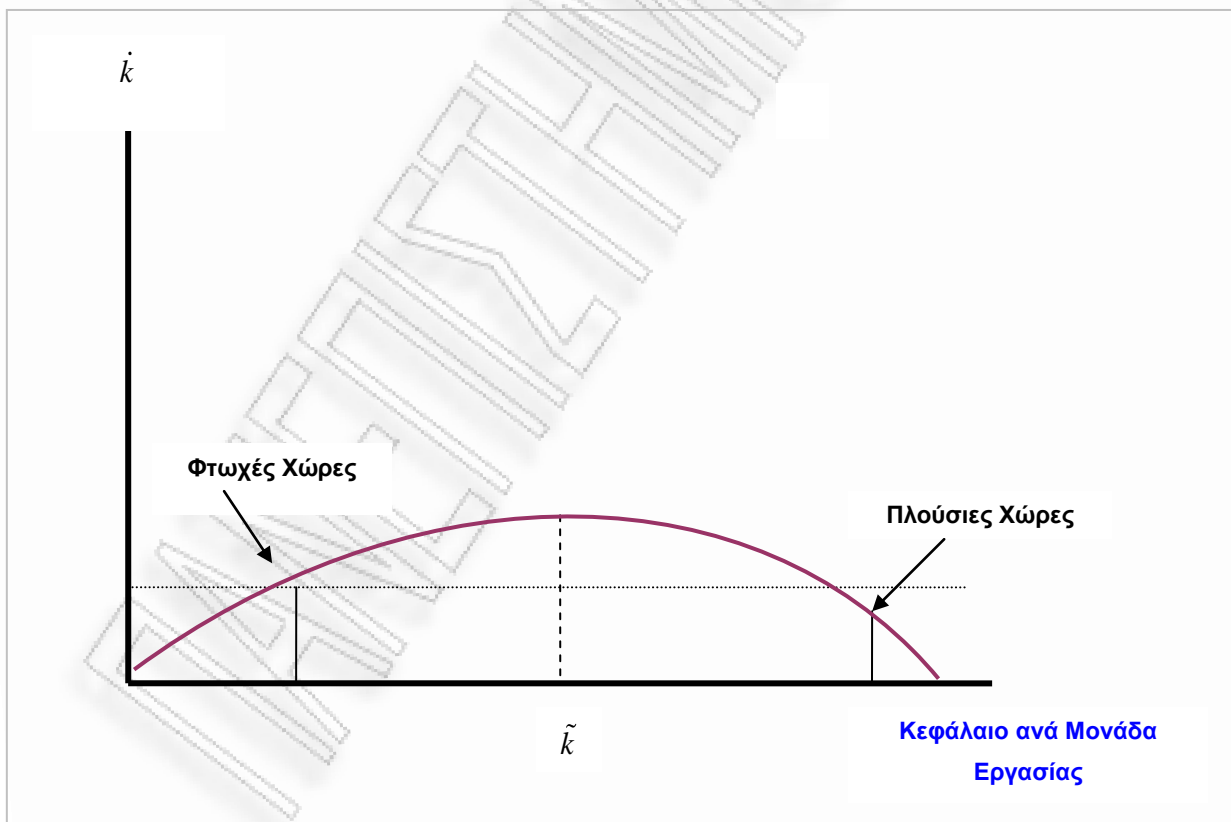 k̇
Φτωχές Χώρες
Πλούσιες Χώρες
k̃
Κεφάλαιο ανά Μονάδα
Εργασίας